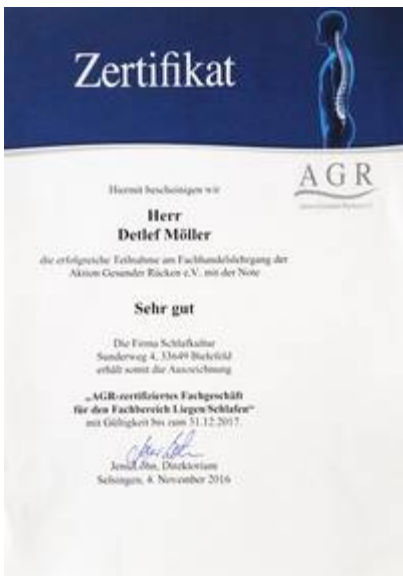 Zertifikat
AGR
Hiermit bescheinigen wir
Herr
Detlef Möller
die erfolgreiche Teilnahme am Fachhandelslehrgang der
Aktion Gesunder Rücken e.V. mit der Note
Sehr gut
Die Firma Schlafkultur
Sunderweg 4, 33649 Bielefeld
erhält somit die Auszeichnung
„AGR-zertifiziertes Fachgeschäft
für den Fachbereich Liegen/Schlafen“
mit Gültigkeit bis zum 31.12.2017.
Direktorium
Selsingen, 4. November 2016